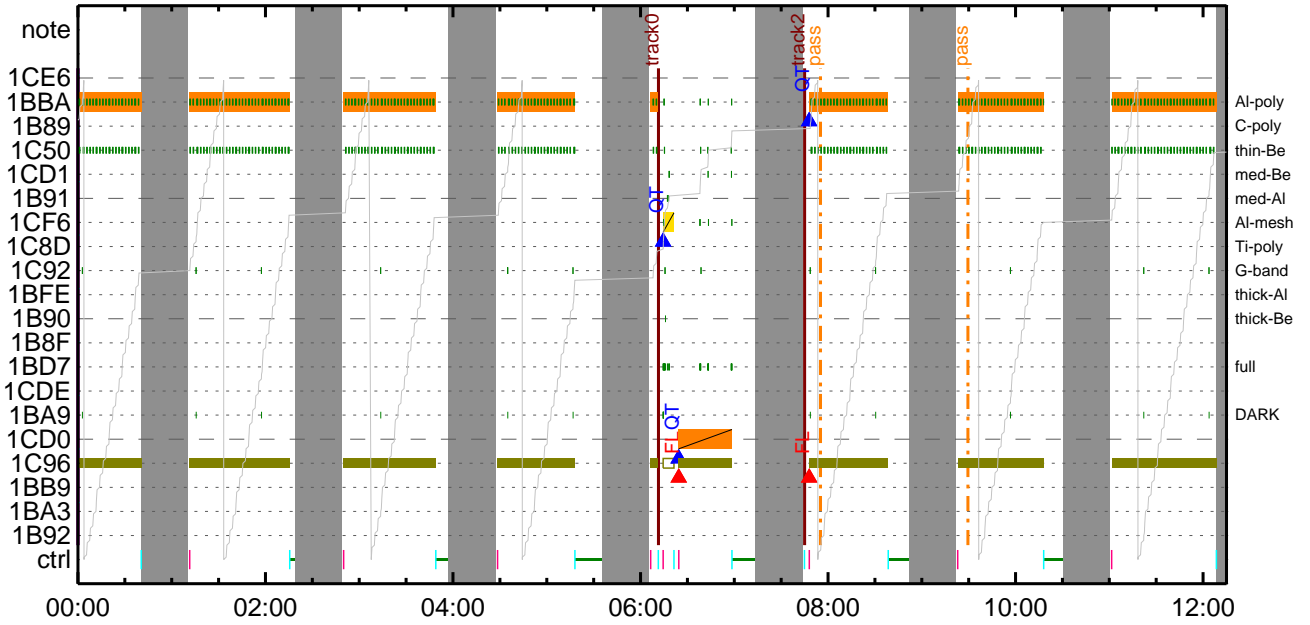 note
track0
track2
pass
pass
1CE6
QT
1BBA
Al-poly
1B89
C-poly
1C50
thin-Be
1CD1
med-Be
1B91
med-Al
QT
1CF6
Al-mesh
1C8D
Ti-poly
1C92
G-band
1BFE
thick-Al
1B90
thick-Be
1B8F
1BD7
full
1CDE
1BA9
DARK
QT
1CD0
FL
FL
1C96
1BB9
1BA3
1B92
ctrl
00:00 02:00 04:00 06:00 08:00 10:00 12:00